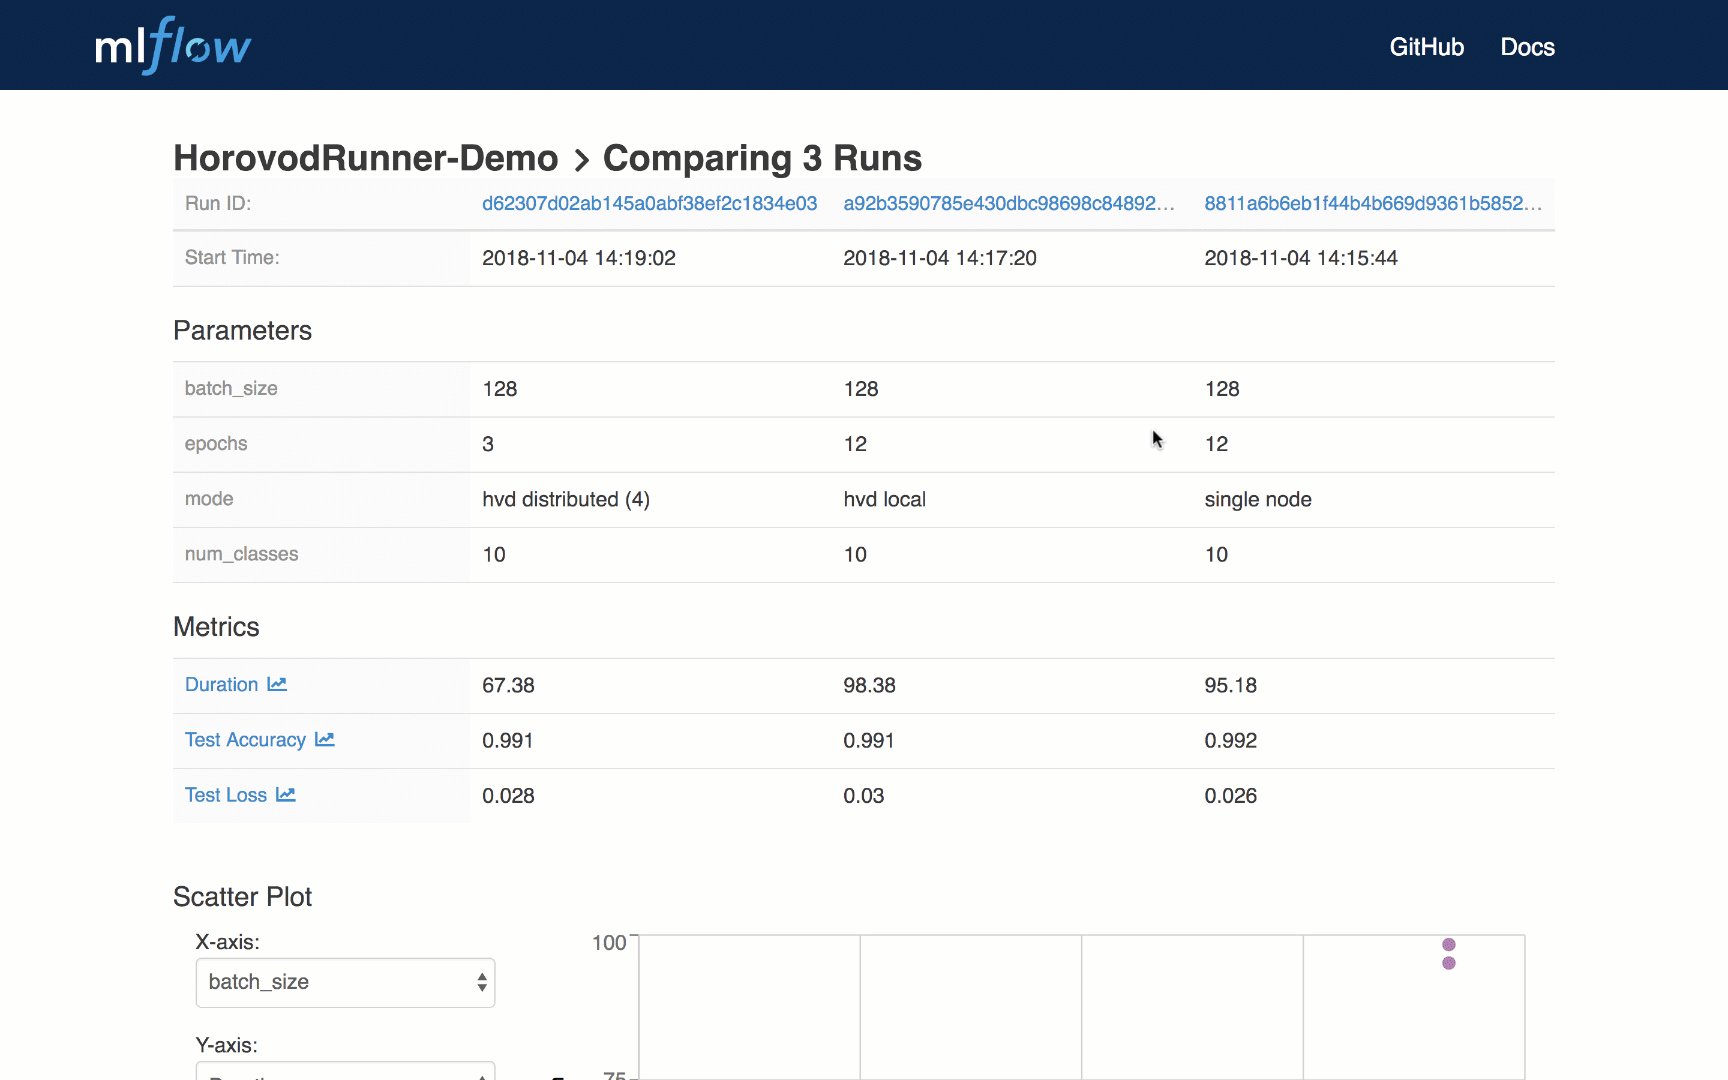 mlflow GitHub Docs
HorovodRunner-Demo > Comparing 3 Runs
Run ID: d62307d02ab145a0abf38ef2c1834e03 a92b3590785e430dbc98698c84892... 8811a6b6eb1f44b4b669d9361b5852...
Start Time: 2018-11-04 14:19:02 2018-11-04 14:17:20 2018-11-04 14:15:44
Parameters
batch_size 128 128 128
epochs 3 12 12
mode hvd distributed (4) hvd local single node
num_classes 10 10 10
Metrics
Duration 67.38 98.38 95.18
Test Accuracy 0.991 0.991 0.992
Test Loss 0.028 0.03 0.026
Scatter Plot
X-axis:
batch_size
Y-axis:
100
75